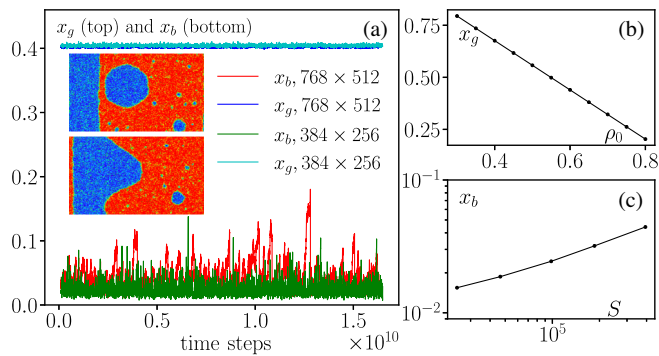 x_g (top) and x_b (bottom)
(a)
0.4
0.3
0.2
0.1
0.0
x_b, 768 × 512
x_g, 768 × 512
x_b, 384 × 256
x_g, 384 × 256
0.0
0.5
1.0
1.5
×10^10
time steps
(b)
x_g
0.75
0.50
0.25
ρ_0
0.4
0.6
0.8
(c)
x_b
10^−1
10^−2
S
10^5